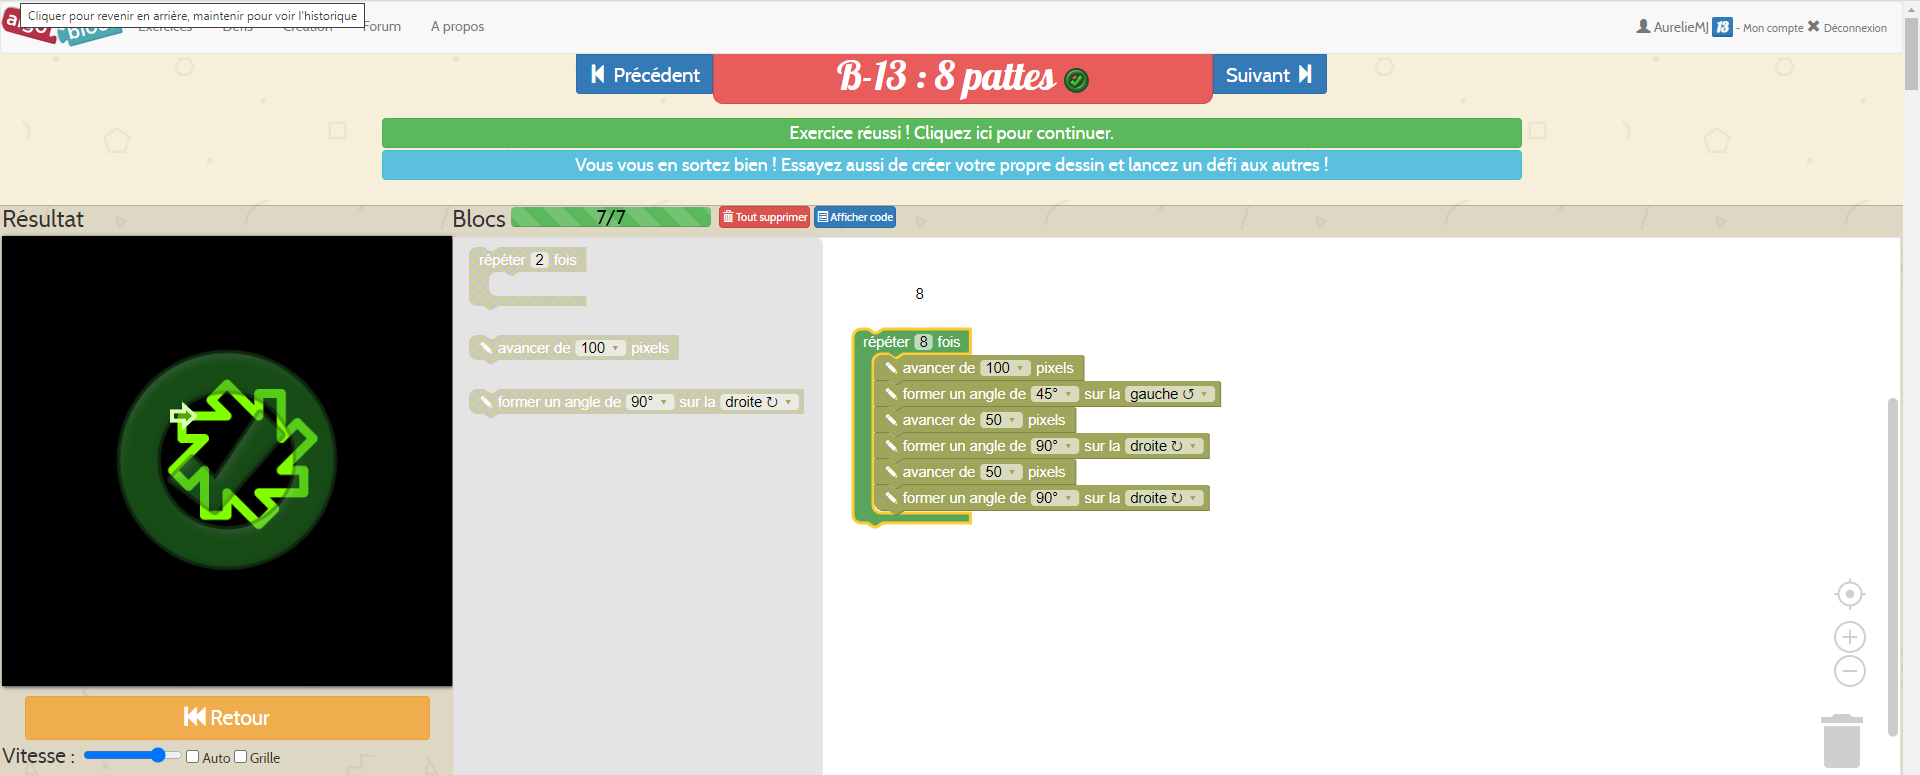 Cliquer pour revenir en arrière, maintenir pour voir l'historique
Forum
A propos
AurelieMJ 13 - Mon compte Déconnexion
Précédent
B-13 : 8 pattes
Suivant
Exercice réussi ! Cliquez ici pour continuer.
Vous vous en sortez bien ! Essayez aussi de créer votre propre dessin et lancez un défi aux autres !
Résultat
Blocs
7/7
Tout supprimer
Afficher code
répéter 2 fois
avancer de 100 pixels
former un angle de 90° sur la droite ↻
8
répéter 8 fois
avancer de 100 pixels
former un angle de 45° sur la gauche ↺
avancer de 50 pixels
former un angle de 90° sur la droite ↻
avancer de 50 pixels
former un angle de 90° sur la droite ↻
Retour
Vitesse :
Auto
Grille